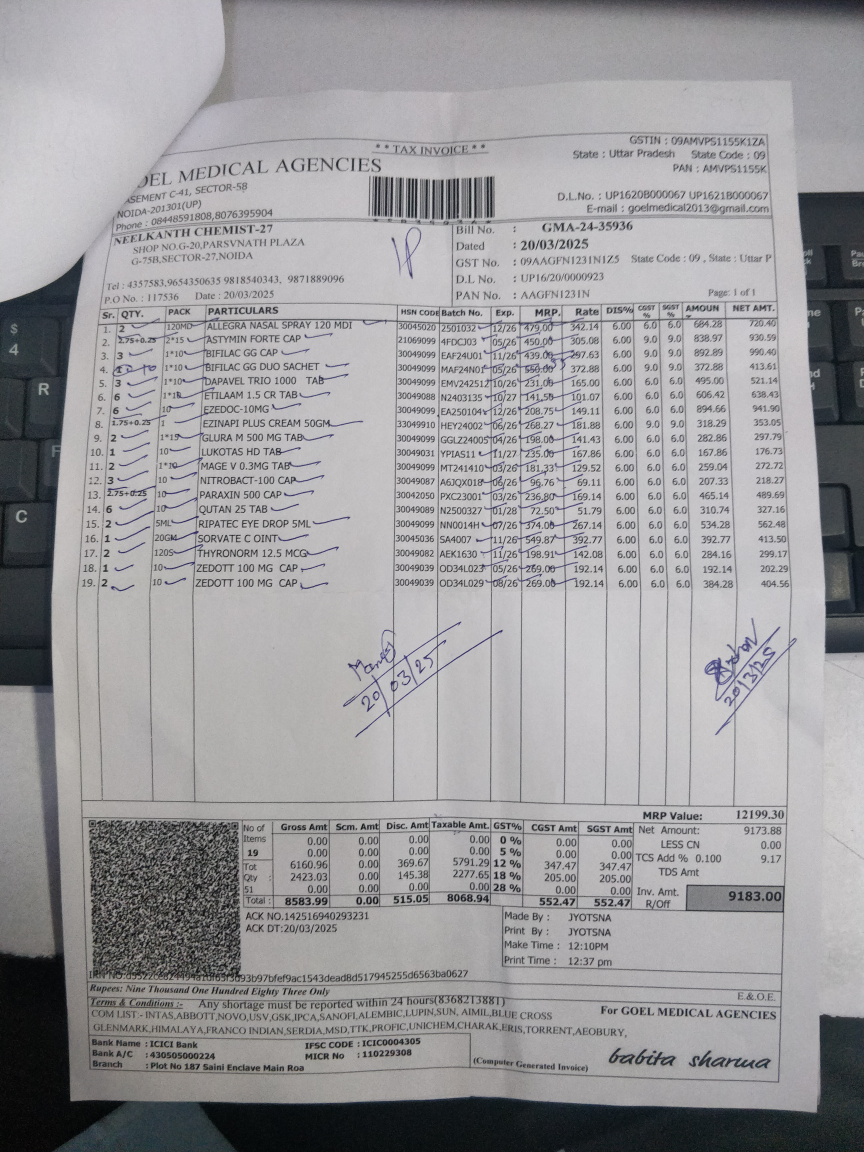 ** TAX INVOICE **
GSTIN : 09AMVPS1155K1ZA
State : Uttar Pradesh State Code : 09
PAN : AMVPS1155K
OEL MEDICAL AGENCIES
ASEMENT C-41, SECTOR-58
NOIDA-201301(UP)
Phone : 08448591808,8076395904
D.L.No. : UP1620B000067 UP1621B000067
E-mail : goelmedical2013@gmail.com
NEELKANTH CHEMIST-27
SHOP NO.G-20,PARSVNATH PLAZA
G-75B,SECTOR-27,NOIDA
Tel : 4357583,9654350635 9818540343, 9871889096
P.O No. : 117536 Date : 20/03/2025
Bill No. : GMA-24-35936
Dated : 20/03/2025
GST No. : 09AAGFN1231N1Z5 State Code : 09 , State : Uttar P
D.L No. : UP16/20/0000923
PAN No. : AAGFN1231N Page: 1 of 1
Sr. QTY. PACK PARTICULARS HSN CODE Batch No. Exp. MRP. Rate DIS% CGST % SGST % AMOUN NET AMT.
1. 2 120MD ALLEGRA NASAL SPRAY 120 MDI 30045020 2501032 12/26 479.00 342.14 6.00 6.0 6.0 684.28 720.40
2. 2.75+0.25 2*15 ASTYMIN FORTE CAP 21069099 4FDCJ03 05/26 450.00 305.08 6.00 9.0 9.0 838.97 930.59
3. 3 1*10 BIFILAC GG CAP 30049099 EAF24U01 11/26 439.00 297.63 6.00 9.0 9.0 892.89 990.40
4. 1*10 BIFILAC GG DUO SACHET 30049099 MAF24N01 05/26 550.00 372.88 6.00 9.0 9.0 372.88 413.61
5. 3 1*10 DAPAVEL TRIO 1000 TAB 30049099 EMV242512 10/26 231.00 165.00 6.00 6.0 6.0 495.00 521.14
6. 6 1*10 ETILAAM 1.5 CR TAB 30049088 N2403135 10/27 141.50 101.07 6.00 6.0 6.0 606.42 638.43
7. 6 10 EZEDOC-10MG 30049099 EA250104 12/26 208.75 149.11 6.00 6.0 6.0 894.66 941.90
8. 1.75+0.25 1 EZINAPI PLUS CREAM 50GM 33049910 HEY24002 06/26 268.27 181.88 6.00 9.0 9.0 318.29 353.05
9. 2 1*15 GLURA M 500 MG TAB 30049099 GGLZ24005 04/26 198.00 141.43 6.00 6.0 6.0 282.86 297.79
10. 1 10 LUKOTAS HD TAB 30049031 YPIAS11 11/27 235.00 167.86 6.00 6.0 6.0 167.86 176.73
11. 2 1*10 MAGE V 0.3MG TAB 30049099 MT241410 03/26 181.33 129.52 6.00 6.0 6.0 259.04 272.72
12. 3 10 NITROBACT-100 CAP 30049087 A6JQX018 06/26 96.76 69.11 6.00 6.0 6.0 207.33 218.27
13. 2.75+0.25 10 PARAXIN 500 CAP 30042050 PXC23001 03/26 236.80 169.14 6.00 6.0 6.0 465.14 489.69
14. 6 10 QUTAN 25 TAB 30049089 N2500327 01/28 72.50 51.79 6.00 6.0 6.0 310.74 327.16
15. 2 5ML RIPATEC EYE DROP 5ML 30049099 NN0014H 07/26 374.00 267.14 6.00 6.0 6.0 534.28 562.48
16. 1 20GM SORVATE C OINT 30045036 SA4007 11/26 549.87 392.77 6.00 6.0 6.0 392.77 413.50
17. 2 120S THYRONORM 12.5 MCG 30049082 AEK1630 11/26 198.91 142.08 6.00 6.0 6.0 284.16 299.17
18. 1 10 ZEDOTT 100 MG CAP 30049039 OD34L023 05/26 269.00 192.14 6.00 6.0 6.0 192.14 202.29
19. 2 10 ZEDOTT 100 MG CAP 30049039 OD34L029 08/26 269.00 192.14 6.00 6.0 6.0 384.28 404.56
20/03/25
20/3/25
MRP Value: 12199.30
No of Items 19 Tot Qty : 51
Gross Amt Scm. Amt Disc. Amt Taxable Amt. GST% CGST Amt SGST Amt
0.00 0.00 0.00 0.00 0 % 0.00 0.00
0.00 0.00 0.00 0.00 5 % 0.00 0.00
6160.96 0.00 369.67 5791.29 12 % 347.47 347.47
2423.03 0.00 145.38 2277.65 18 % 205.00 205.00
0.00 0.00 0.00 0.00 28 % 0.00 0.00
Total : 8583.99 0.00 515.05 8068.94 552.47 552.47
Net Amount: 9173.88
LESS CN 0.00
TCS Add % 0.100 9.17
TDS Amt
Inv. Amt. R/Off 9183.00
ACK NO.142516940293231
ACK DT:20/03/2025
Made By : JYOTSNA
Print By : JYOTSNA
Make Time : 12:10PM
Print Time : 12:37 pm
Rupees: Nine Thousand One Hundred Eighty Three Only
E.&.O.E.
Terms & Conditions :- Any shortage must be reported within 24 hours(8368213881)
COM LIST:- INTAS,ABBOTT,NOVO,USV,GSK,IPCA,SANOFI,ALEMBIC,LUPIN,SUN, AIMIL,BLUE CROSS
GLENMARK,HIMALAYA,FRANCO INDIAN,SERDIA,MSD,TTK,PROFIC,UNICHEM,CHARAK,ERIS,TORRENT,AEOBURY,
For GOEL MEDICAL AGENCIES
Bank Name : ICICI Bank IFSC CODE : ICIC0004305
Bank A/C : 430505000224 MICR No : 110229308
Branch : Plot No 187 Saini Enclave Main Roa
(Computer Generated Invoice)
babita sharma